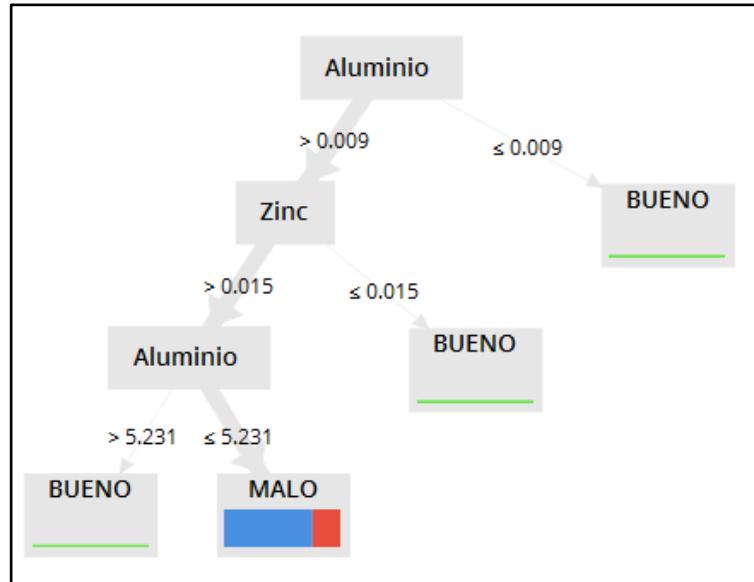 Aluminio
> 0.009
≤ 0.009
Zinc
BUENO
> 0.015
≤ 0.015
Aluminio
BUENO
> 5.231
≤ 5.231
BUENO
MALO